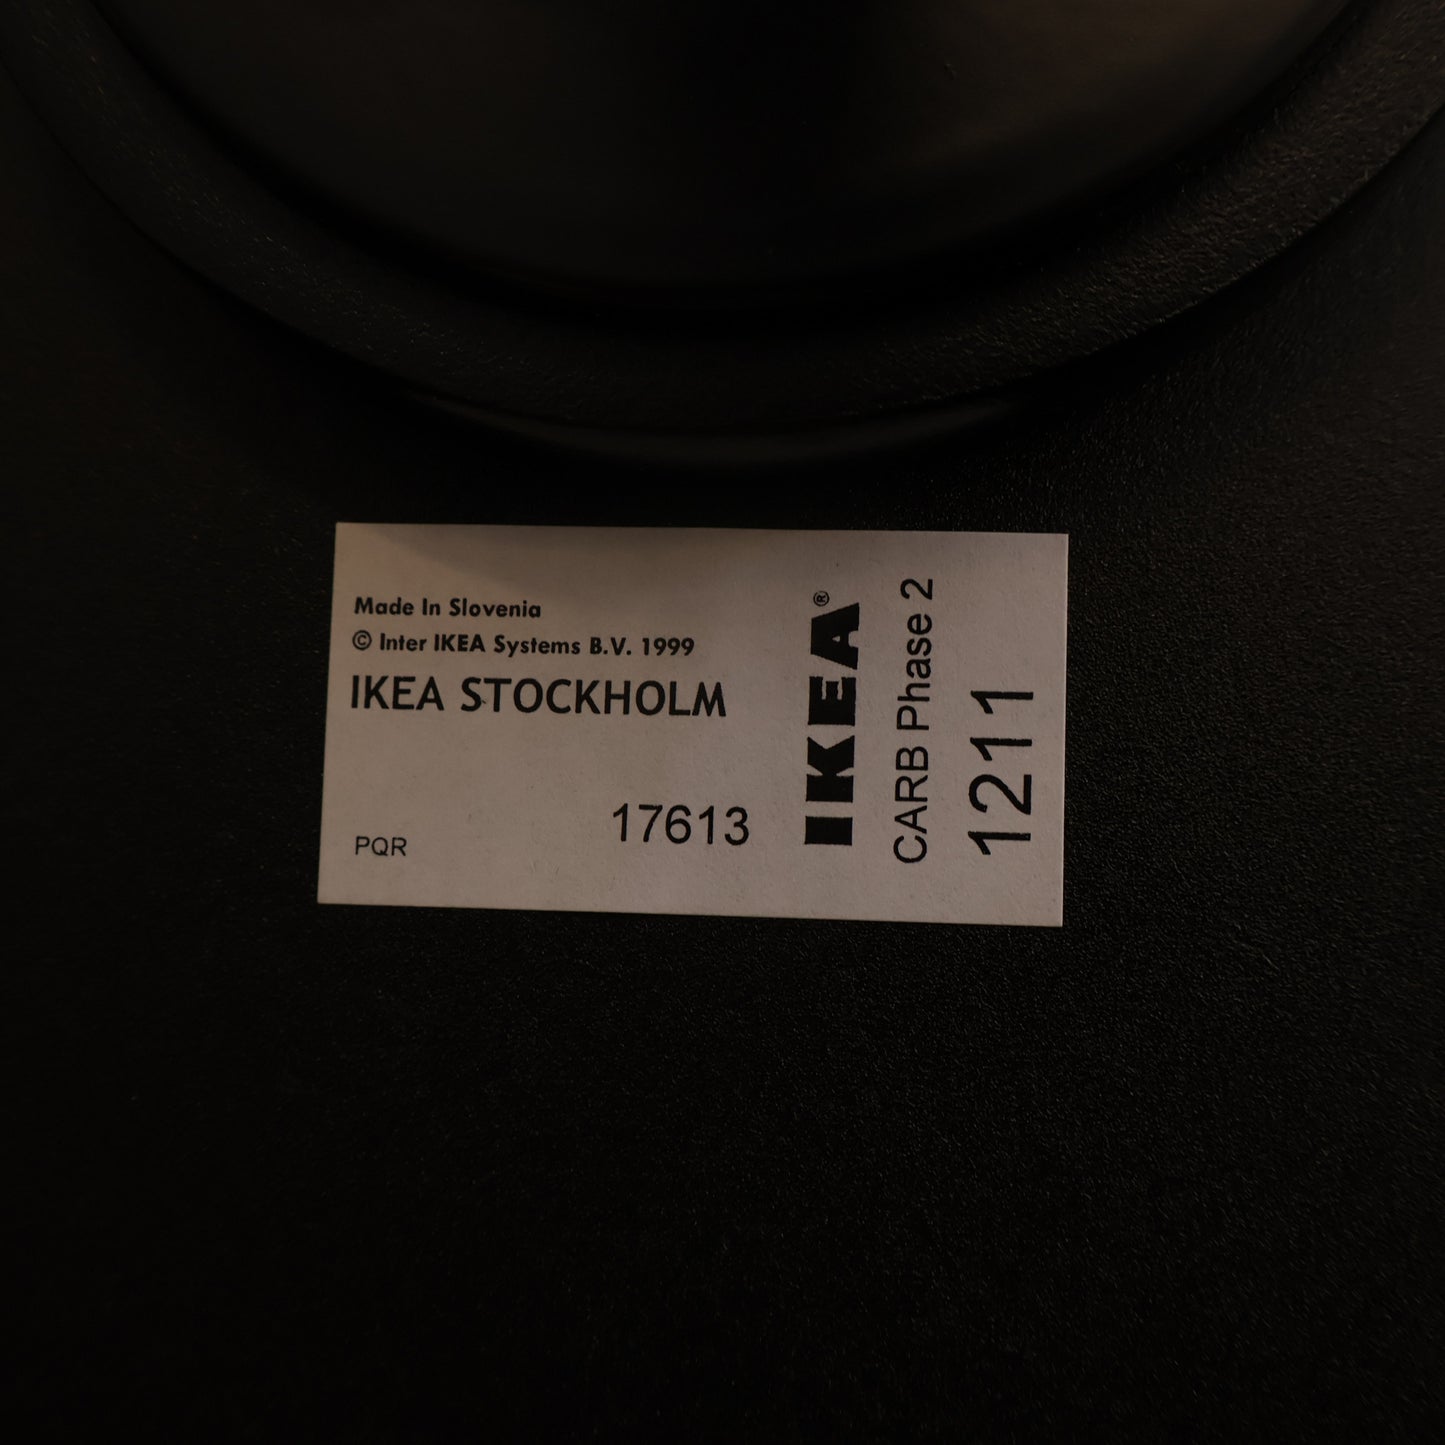 Made In Slovenia
© Inter IKEA Systems B.V. 1999
IKEA STOCKHOLM
17613
PQR
IKEA®
CARB Phase 2
1211